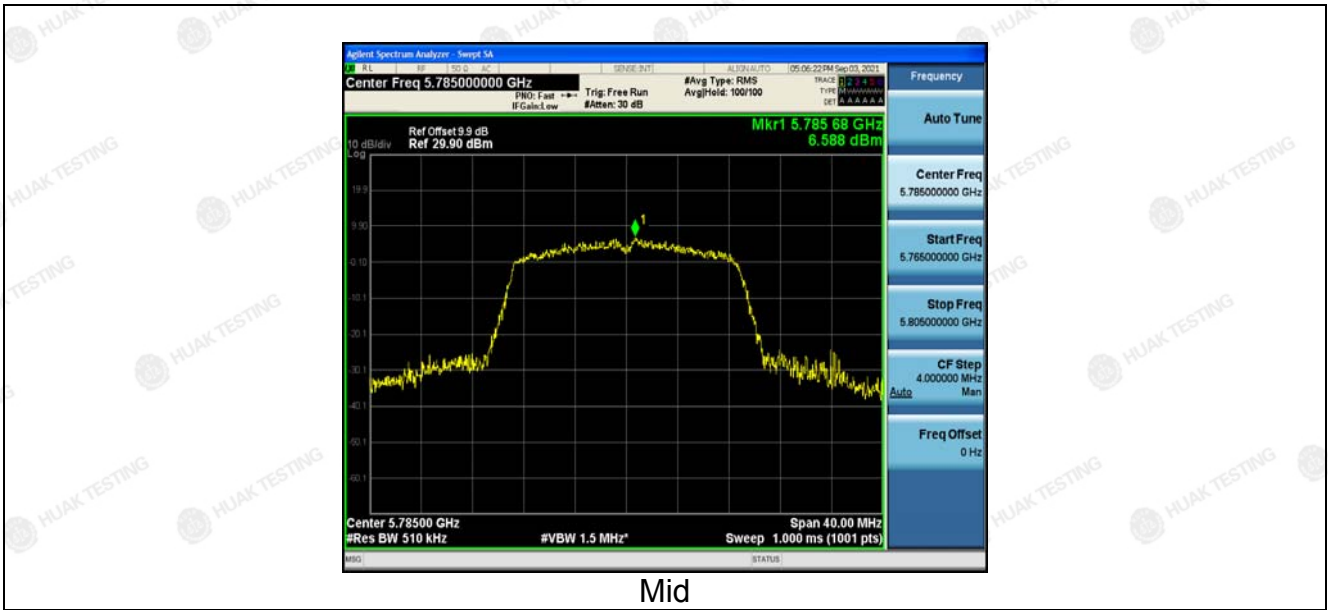 Agilent Spectrum Analyzer - Swept SA
RL RF 50 Ω AC SENSE:INT ALIGN AUTO 05:06:22 PM Sep 03, 2021
Center Freq 5.785000000 GHz
PNO: Fast
IFGain:Low
Trig: Free Run
#Atten: 30 dB
#Avg Type: RMS
Avg|Hold: 100/100
TRACE 1 2 3 4 5 6
TYPE M
DET A A A A A A
Ref Offset 9.9 dB
10 dB/div Ref 29.90 dBm
Log
Mkr1 5.785 68 GHz
6.588 dBm
19.9
9.90
-0.10
-10.1
-20.1
-30.1
-40.1
-50.1
-60.1
1
Center 5.78500 GHz
Span 40.00 MHz
#Res BW 510 kHz
#VBW 1.5 MHz*
Sweep 1.000 ms (1001 pts)
MSG
STATUS
Frequency
Auto Tune
Center Freq
5.785000000 GHz
Start Freq
5.765000000 GHz
Stop Freq
5.805000000 GHz
CF Step
4.000000 MHz
Auto Man
Freq Offset
0 Hz
Mid
HUAK TESTING